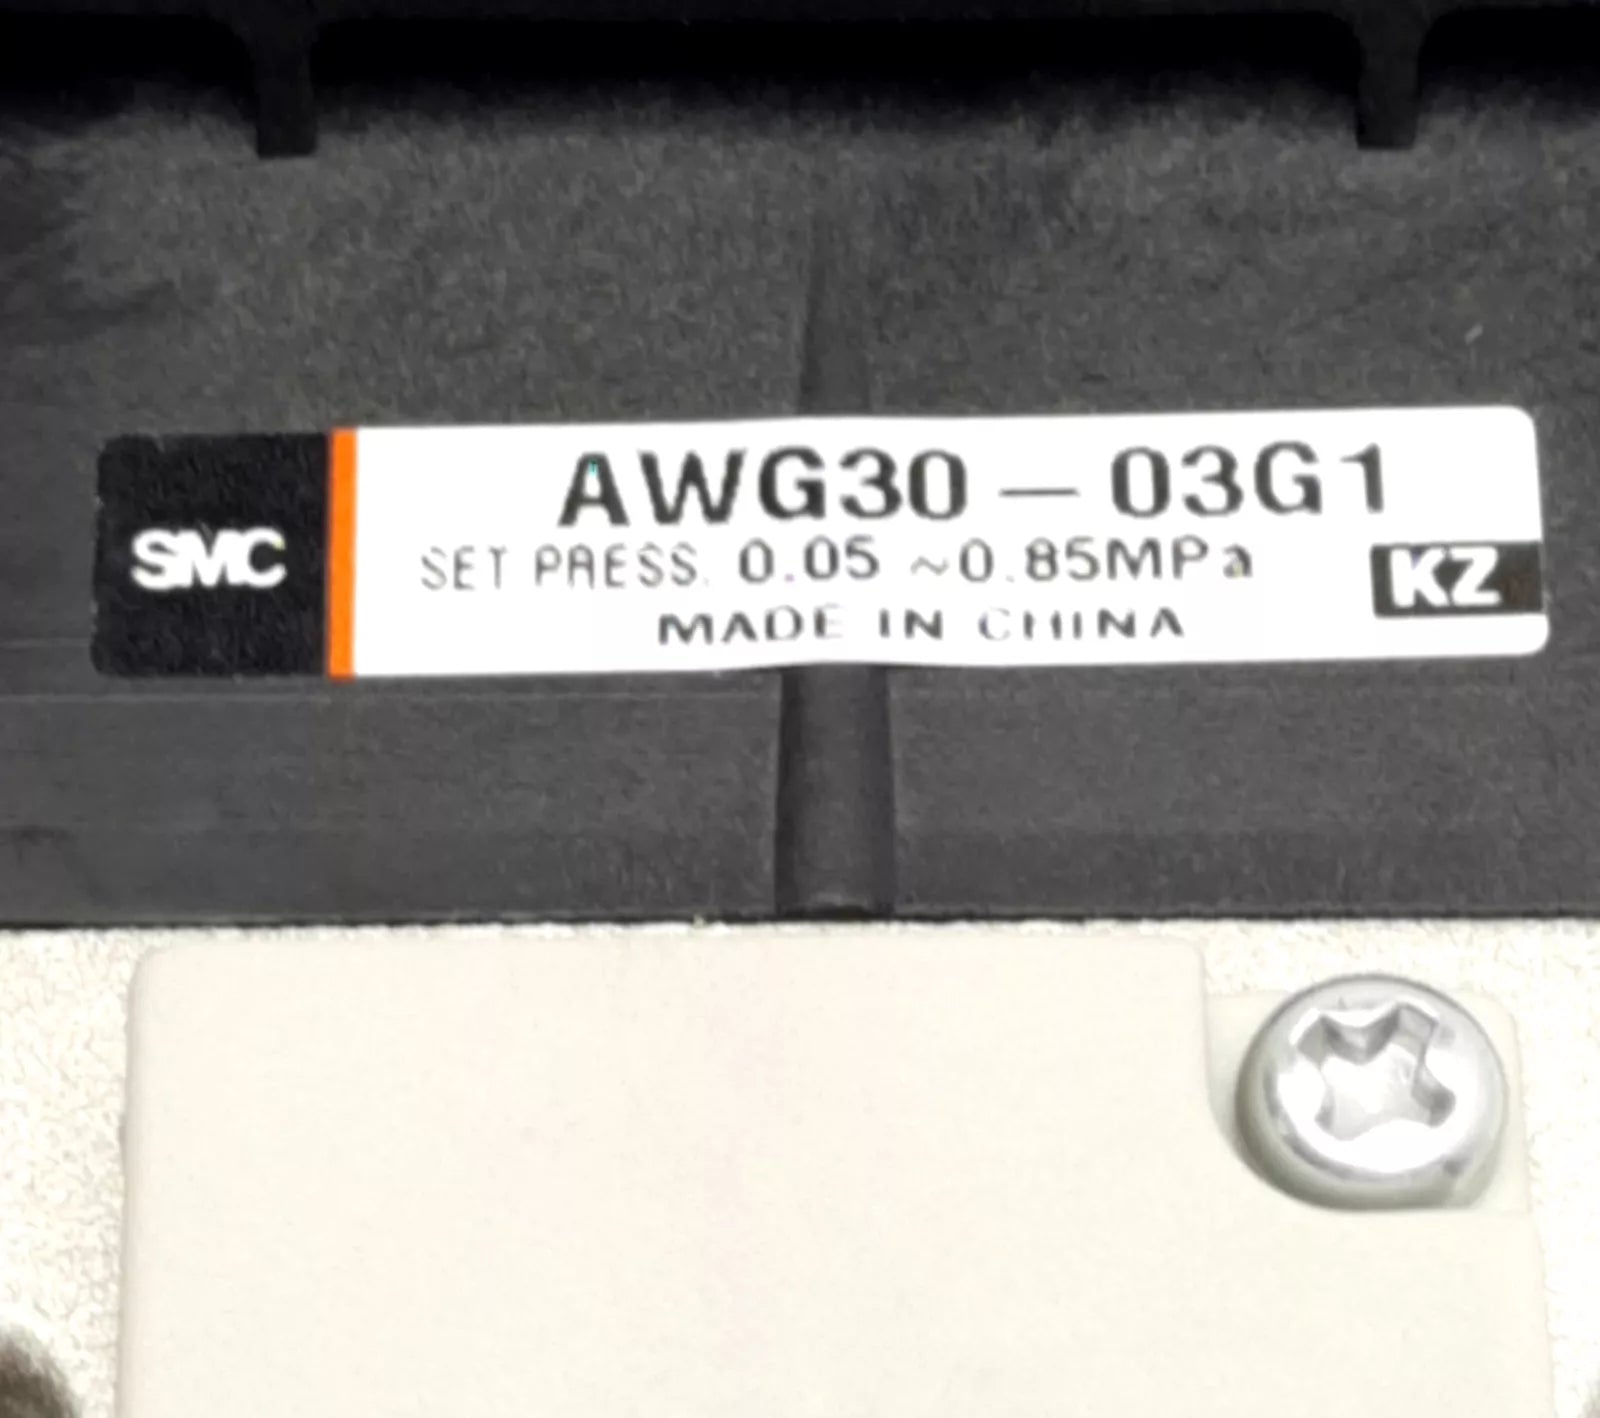 SMC
AWG30-03G1
SET PRESS. 0.05 ~0.85MPa
KZ
MADE IN CHINA